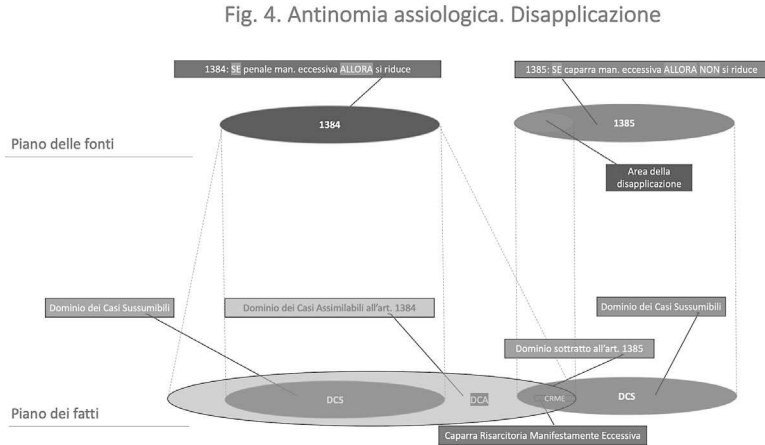 Fig. 4. Antinomia assiologica. Disapplicazione
1384: SE penale man. eccessiva ALLORA si riduce
1385: SE caparra man. eccessiva ALLORA NON si riduce
1384
1385
Piano delle fonti
Area della
disapplicazione
Dominio dei Casi Sussumibili
Dominio dei Casi Assimilabili all'art. 1384
Dominio dei Casi Sussumibili
Dominio sottratto all'art. 1385
DCS
DCA
CRME
DCS
Piano dei fatti
Caparra Risarcitoria Manifestamente Eccessiva